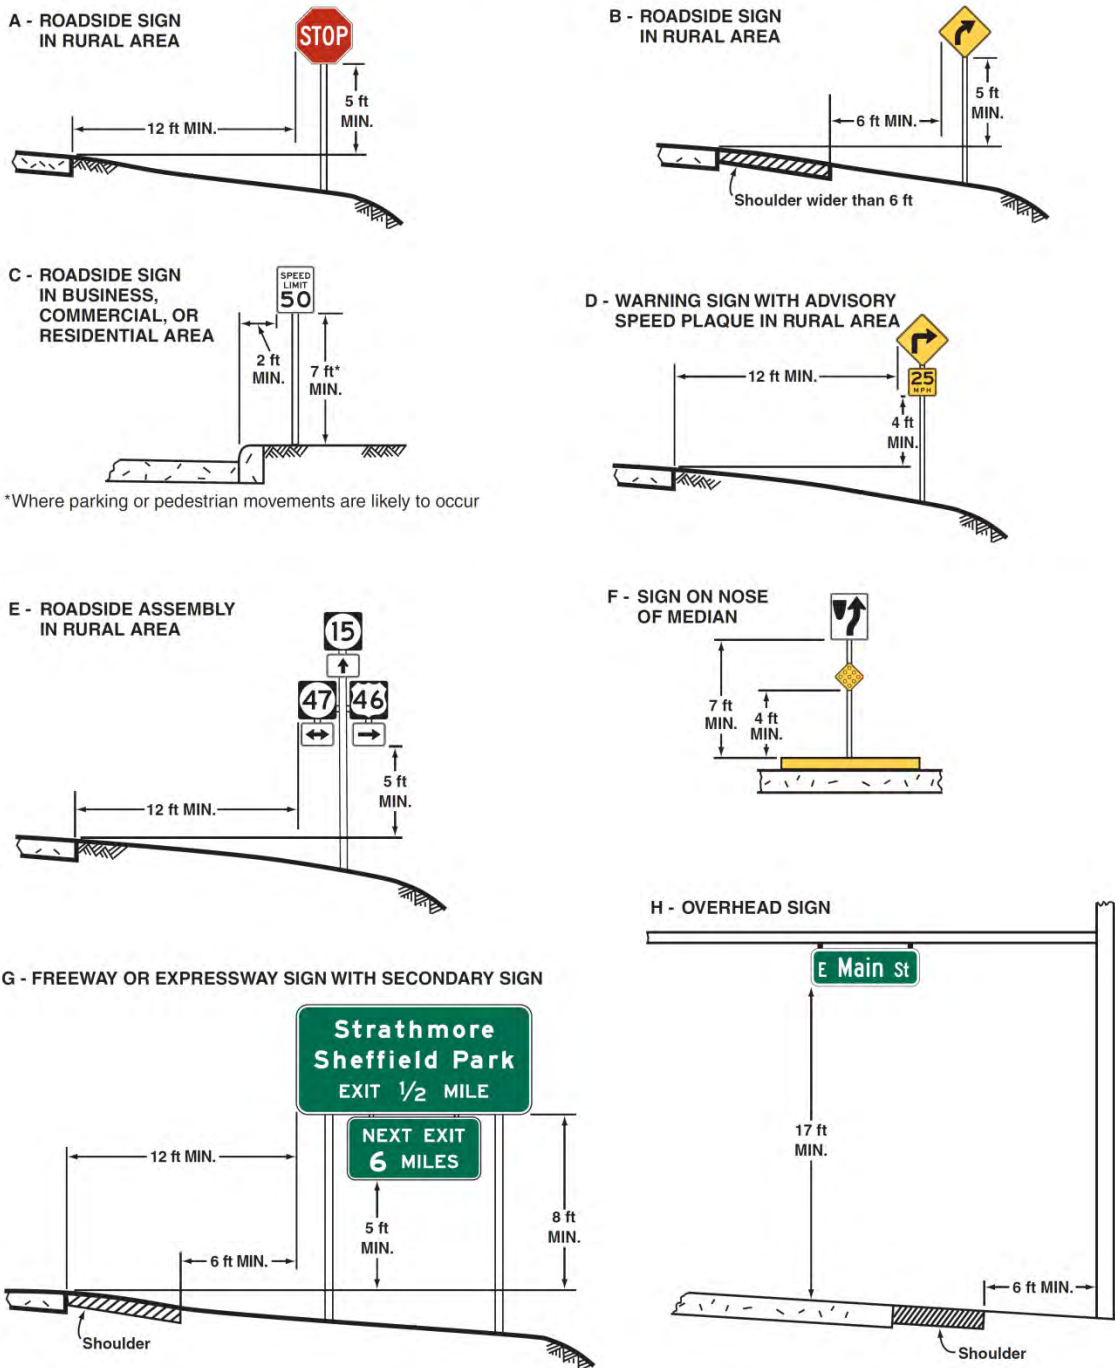 A - ROADSIDE SIGN
IN RURAL AREA
STOP
5 ft
MIN.
12 ft MIN.
B - ROADSIDE SIGN
IN RURAL AREA
5 ft
MIN.
6 ft MIN.
Shoulder wider than 6 ft
C - ROADSIDE SIGN
IN BUSINESS,
COMMERCIAL, OR
RESIDENTIAL AREA
SPEED
LIMIT
50
2 ft
MIN.
7 ft*
MIN.
*Where parking or pedestrian movements are likely to occur
D - WARNING SIGN WITH ADVISORY
SPEED PLAQUE IN RURAL AREA
12 ft MIN.
25
MPH
4 ft
MIN.
E - ROADSIDE ASSEMBLY
IN RURAL AREA
15
47
46
5 ft
MIN.
12 ft MIN.
F - SIGN ON NOSE
OF MEDIAN
7 ft
MIN.
4 ft
MIN.
G - FREEWAY OR EXPRESSWAY SIGN WITH SECONDARY SIGN
Strathmore
Sheffield Park
EXIT 1/2 MILE
NEXT EXIT
6 MILES
12 ft MIN.
5 ft
MIN.
8 ft
MIN.
6 ft MIN.
Shoulder
H - OVERHEAD SIGN
E Main St
17 ft
MIN.
6 ft MIN.
Shoulder